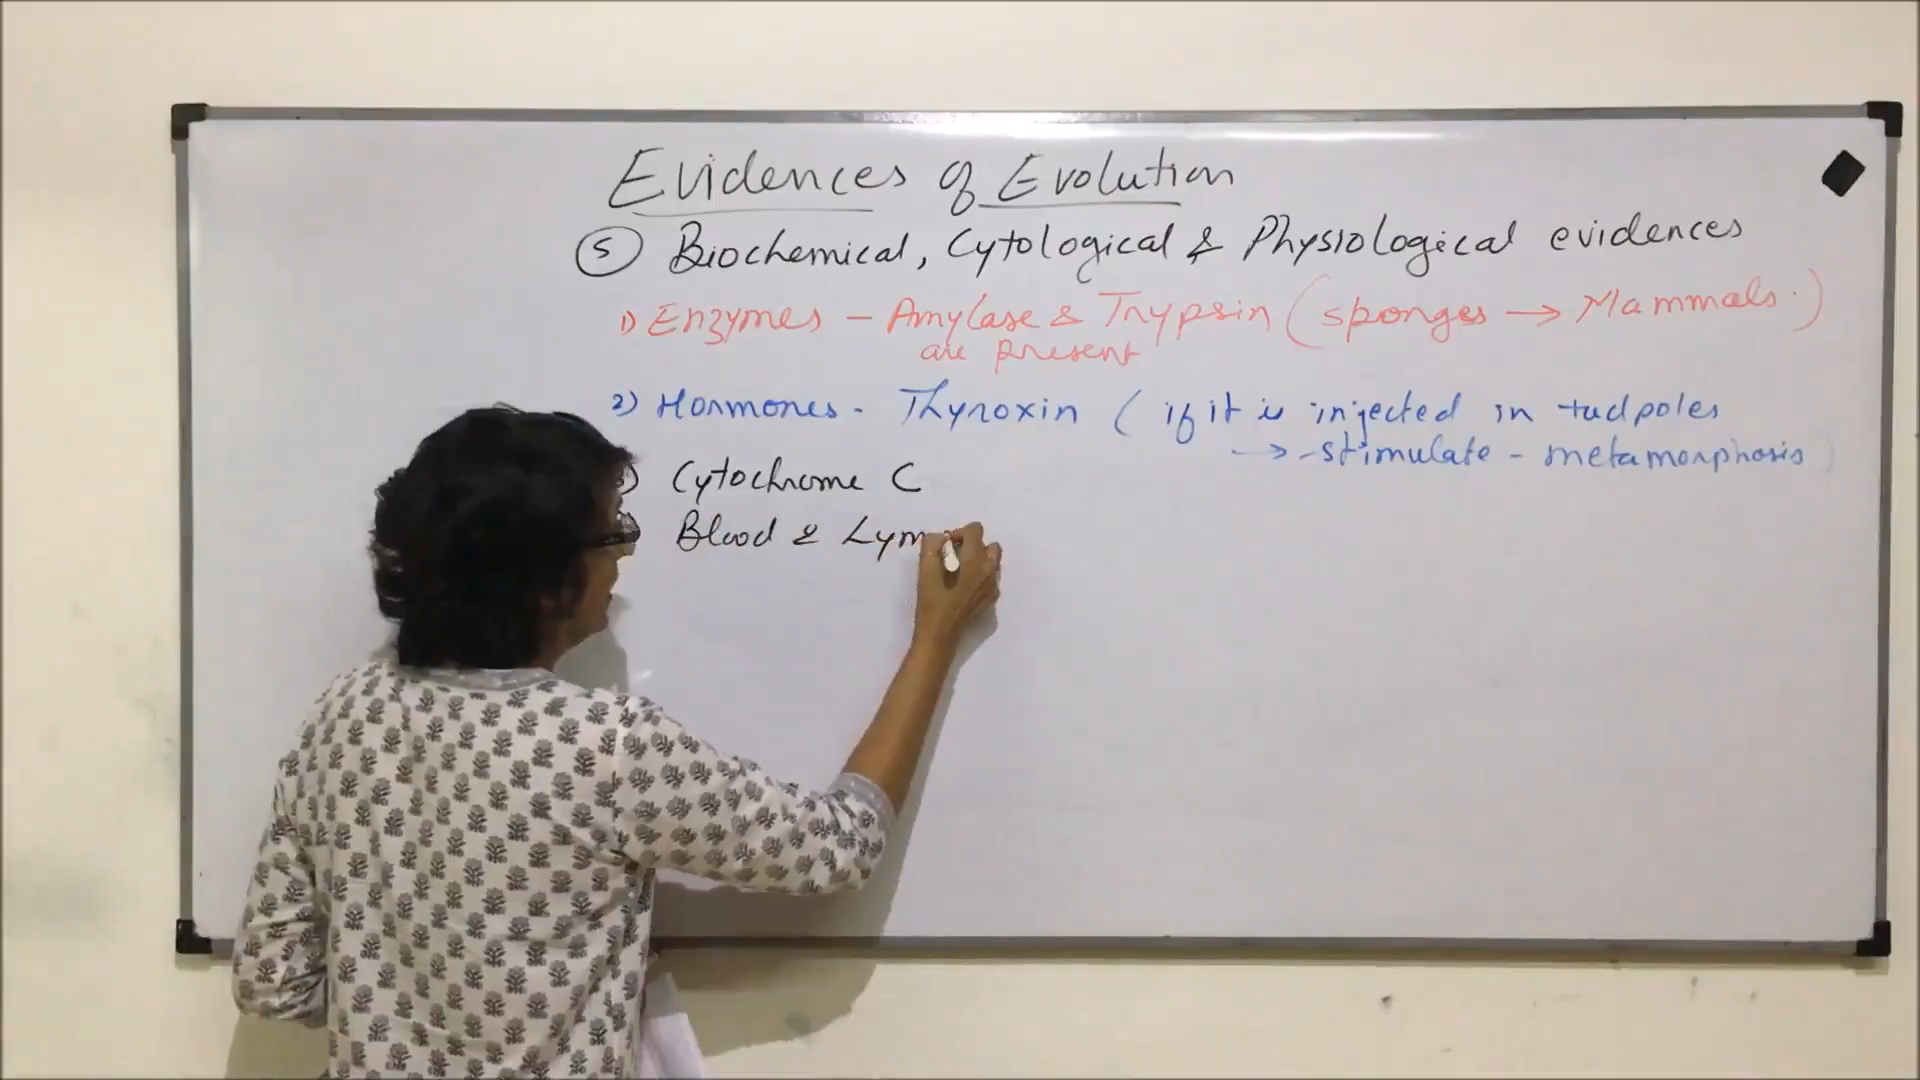 Evidences of Evolution
5 Biochemical, Cytological & Physiological evidences
1) Enzymes - Amylase & Trypsin (sponges → Mammals.)
are present
2) Hormones - Thyroxin (if it is injected in tadpoles
→ stimulate - metamorphosis)
) Cytochrome C
) Blood & Lym